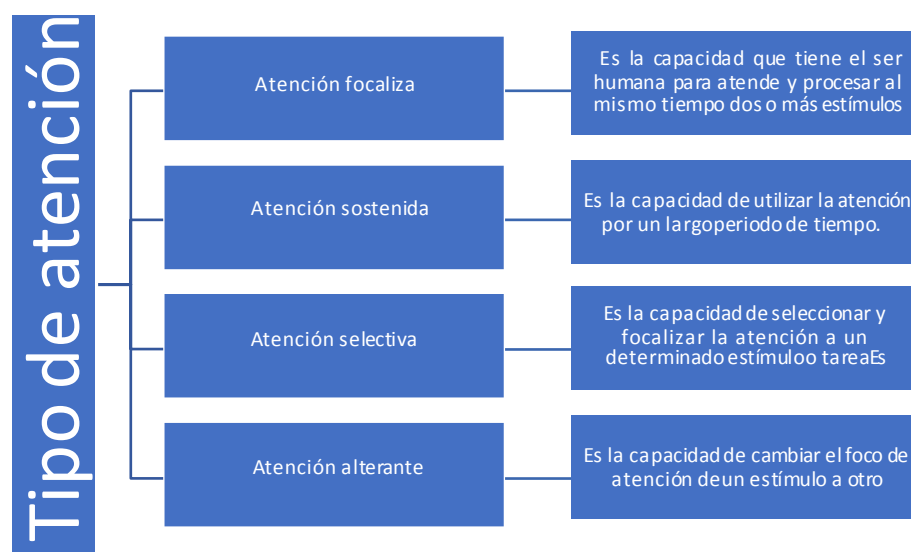 Tipo de atención
Atención focaliza
Es la capacidad que tiene el ser
humana para atende y procesar al
mismo tiempo dos o más estímulos
Atención sostenida
Es la capacidad de utilizar la atención
por un largoperiodo de tiempo.
Atención selectiva
Es la capacidad de seleccionar y
focalizar la atención a un
determinado estímuloo tareaEs
Atención alterante
Es la capacidad de cambiar el foco de
atención deun estímulo a otro